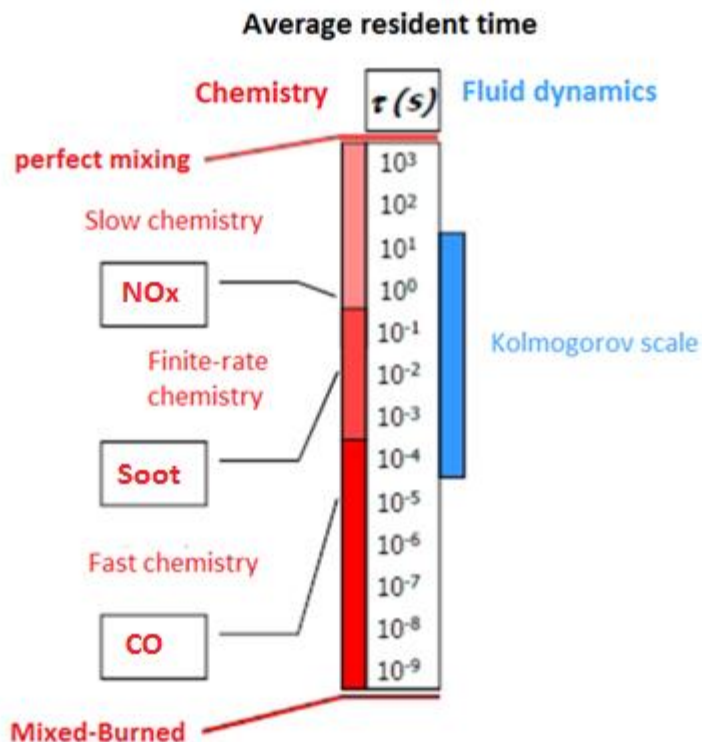 Average resident time
Chemistry
τ (s)
Fluid dynamics
perfect mixing
10³
10²
Slow chemistry
10¹
NOx
10⁰
10⁻¹
Kolmogorov scale
Finite-rate
chemistry
10⁻²
10⁻³
Soot
10⁻⁴
10⁻⁵
Fast chemistry
10⁻⁶
10⁻⁷
CO
10⁻⁸
10⁻⁹
Mixed-Burned